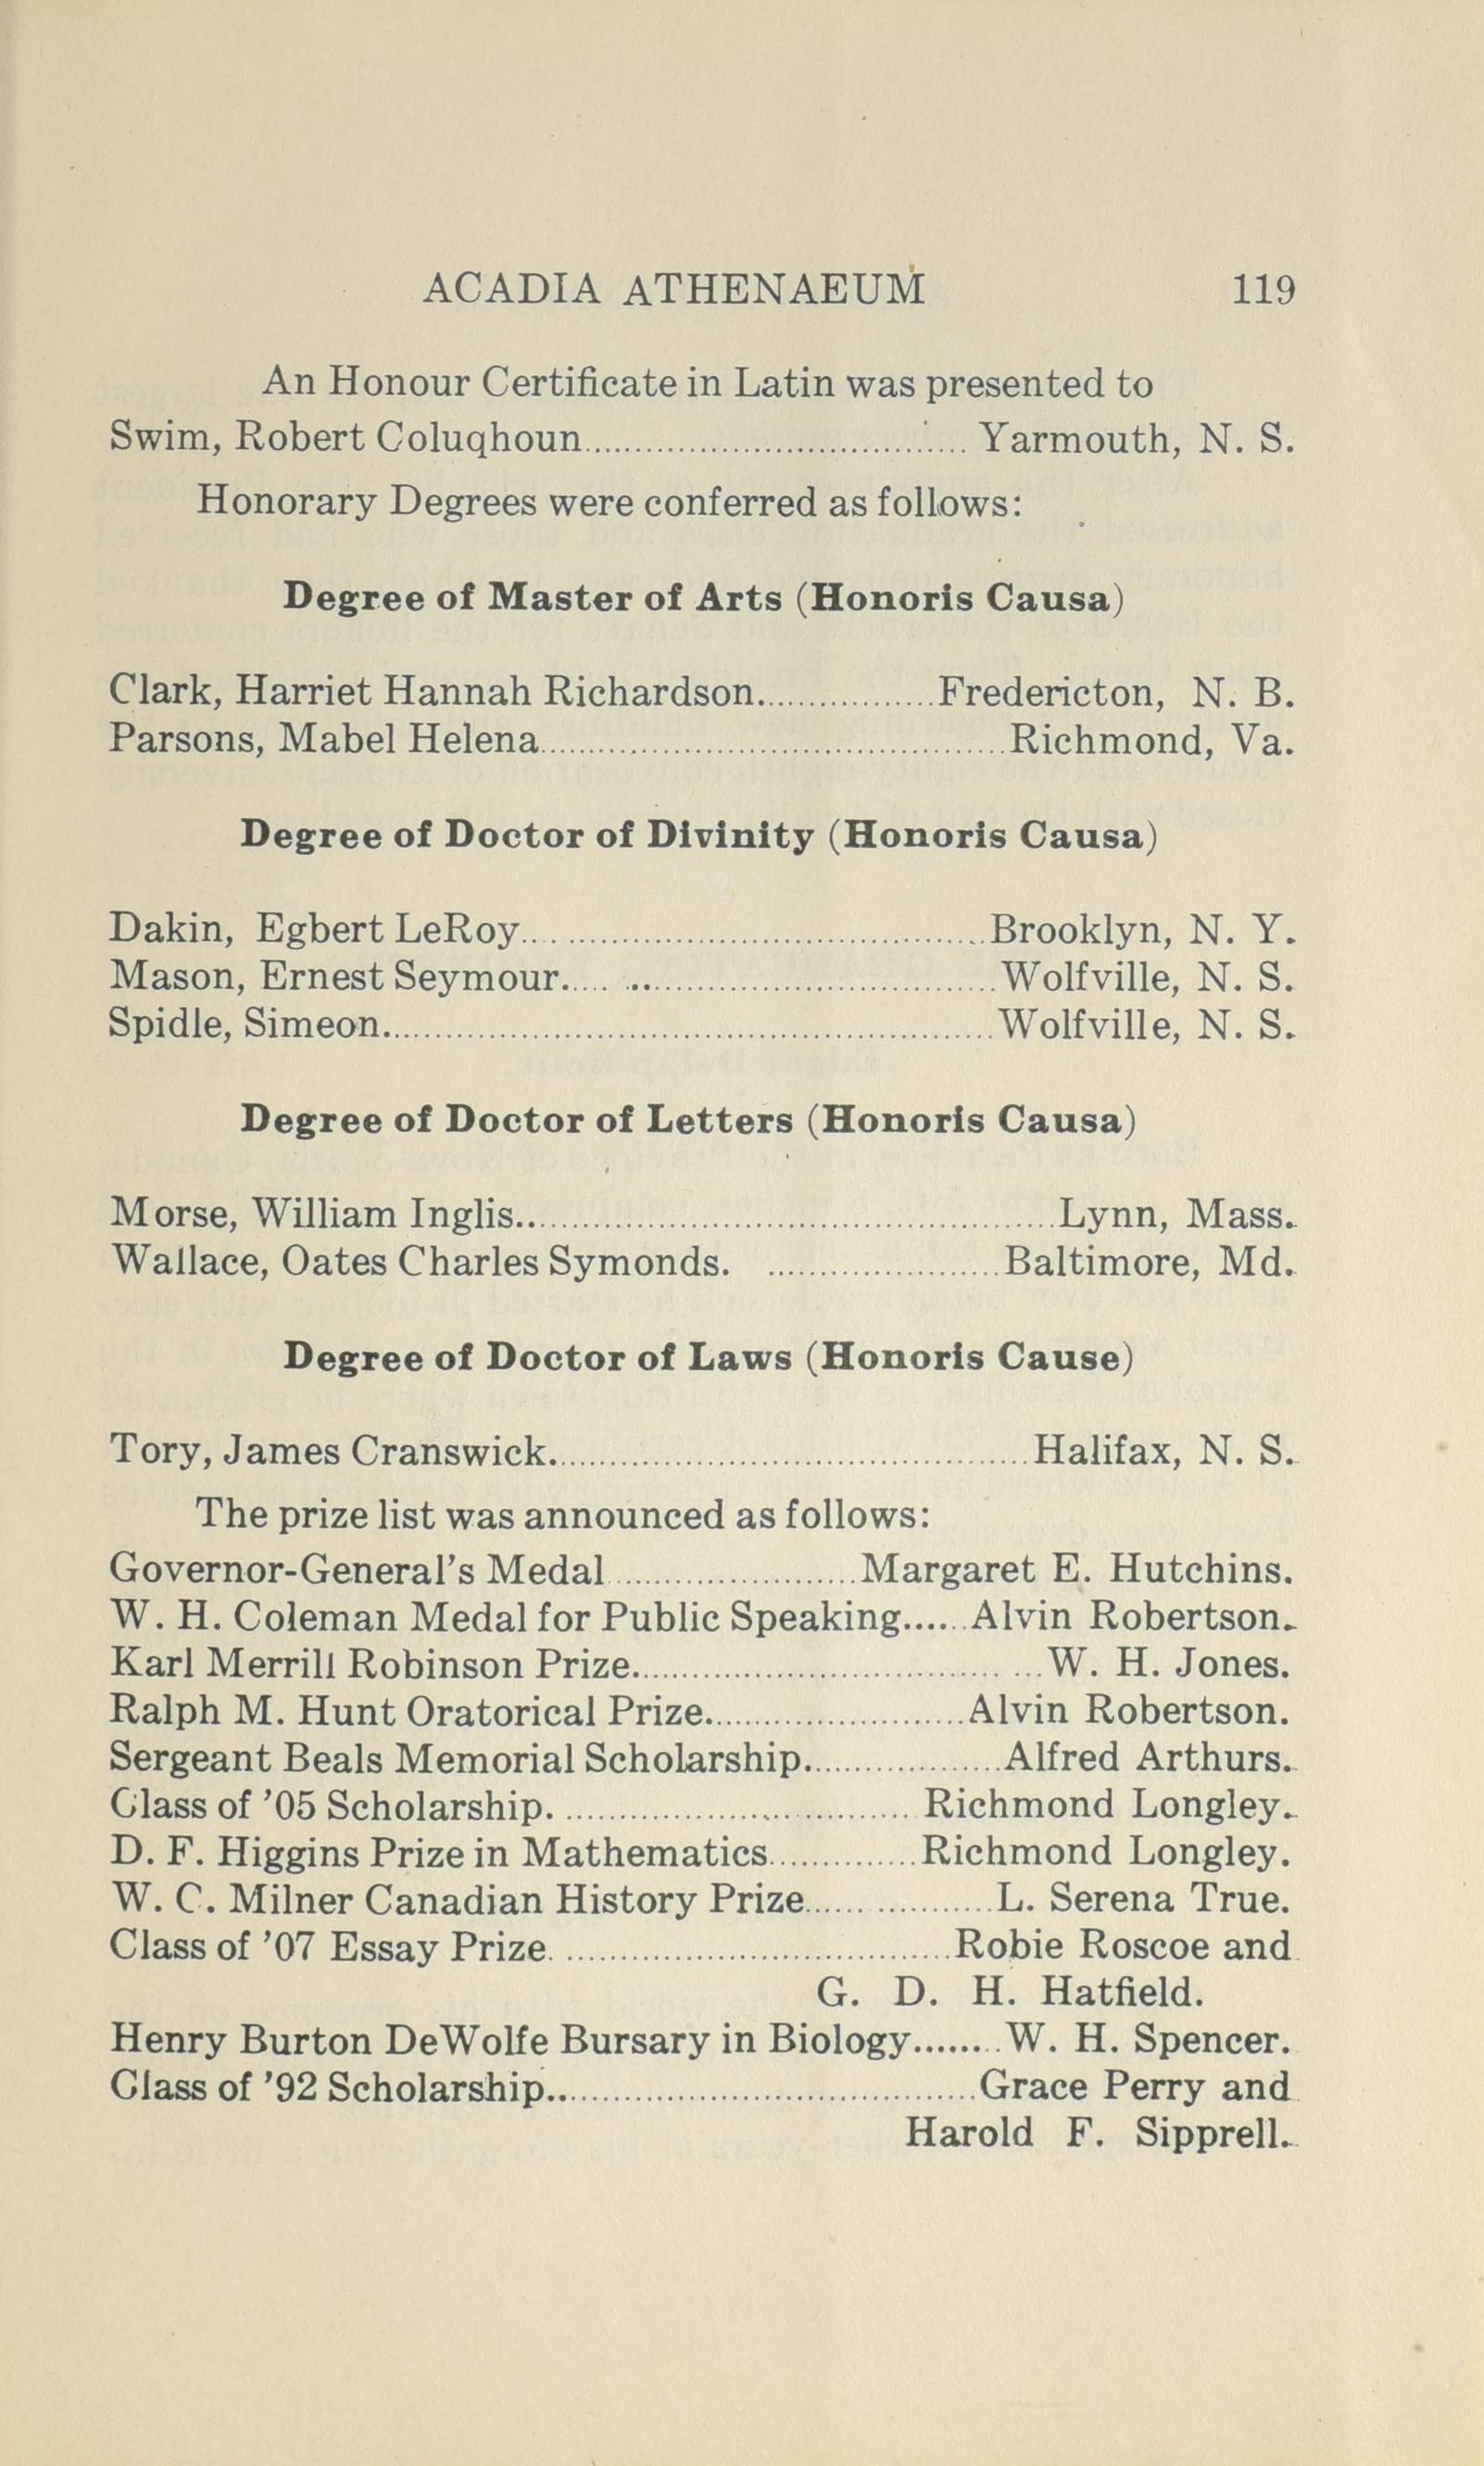 ACADIA ATHENAEUM 119
An Honour Certificate in Latin was presented to
Swim, Robert Coluqhoun.......................................Yarmouth, N. S.
Honorary Degrees were conferred as follows:
Degree of Master of Arts (Honoris Causa)
Clark, Harriet Hannah Richardson.................Fredericton, N. B.
Parsons, Mabel Helena.............................................Richmond, Va.
Degree of Doctor of Divinity (Honoris Causa)
Dakin, Egbert LeRoy.............................................Brooklyn, N. Y.
Mason, Ernest Seymour..........................................Wolfville, N. S.
Spidle, Simeon...........................................................Wolfville, N. S.
Degree of Doctor of Letters (Honoris Causa)
Morse, William Inglis....................................................Lynn, Mass.
Wallace, Oates Charles Symonds. .......................Baltimore, Md.
Degree of Doctor of Laws (Honoris Cause)
Tory, James Cranswick..............................................Halifax, N. S.
The prize list was announced as follows:
Governor-General's Medal........................Margaret E. Hutchins.
W. H. Coleman Medal for Public Speaking......Alvin Robertson.
Karl Merrill Robinson Prize.......................................W. H. Jones.
Ralph M. Hunt Oratorical Prize.........................Alvin Robertson.
Sergeant Beals Memorial Scholarship...................Alfred Arthurs.
Class of '05 Scholarship...................................Richmond Longley.
D. F. Higgins Prize in Mathematics..............Richmond Longley.
W. C. Milner Canadian History Prize..................L. Serena True.
Class of '07 Essay Prize.......................................Robie Roscoe and
G. D. H. Hatfield.
Henry Burton DeWolfe Bursary in Biology........W. H. Spencer.
Class of '92 Scholarship.........................................Grace Perry and
Harold F. Sipprell.